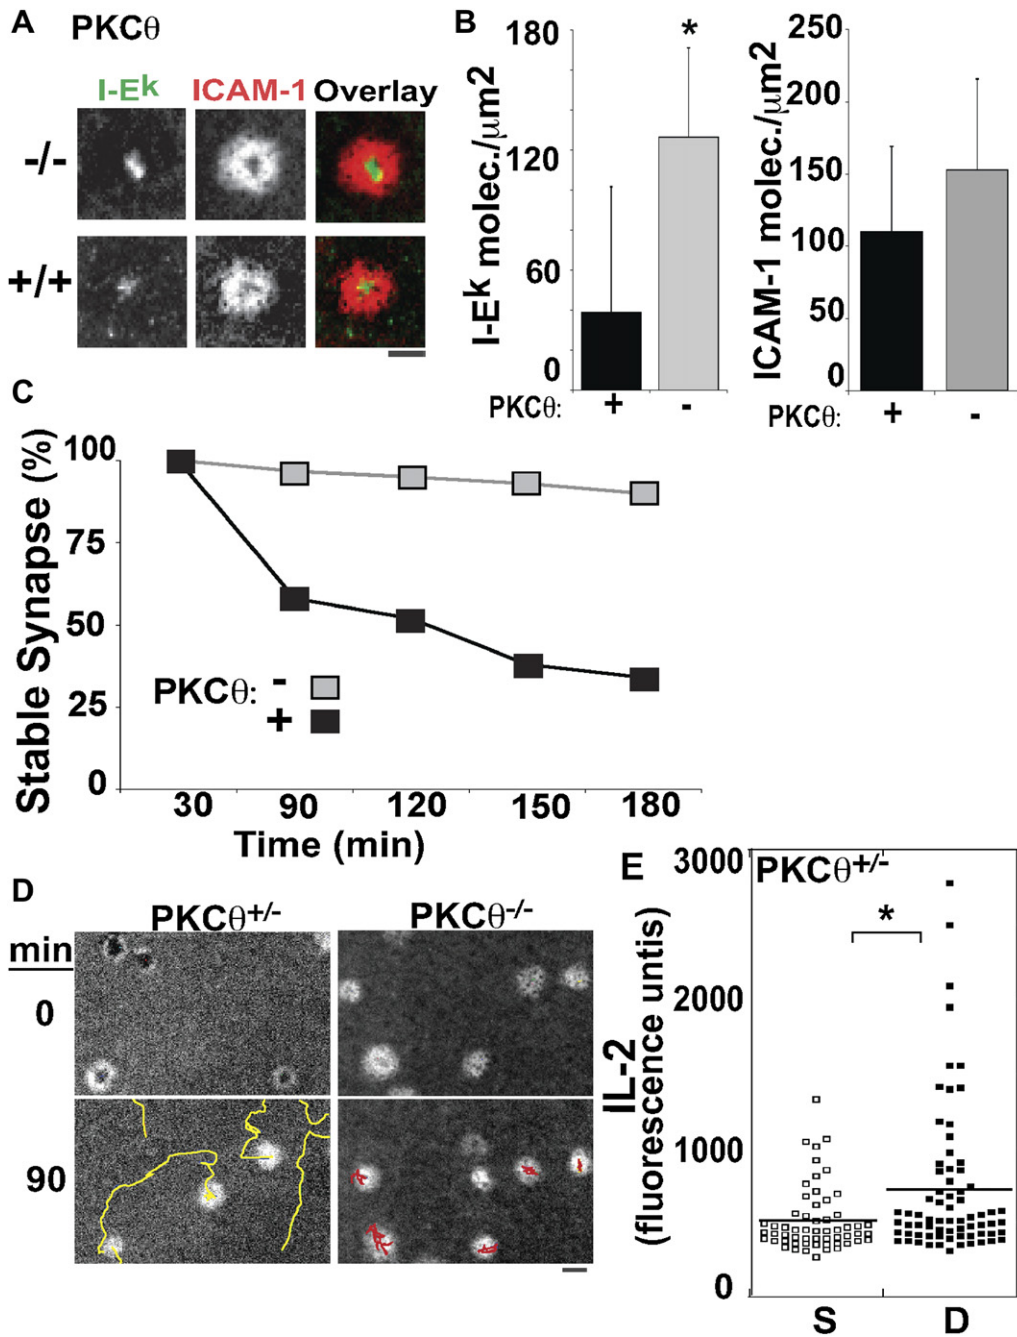 A PKCθ
I-Eᵏ ICAM-1 Overlay
-/-
+/+
B
I-Eᵏ molec./μm2
180
120
60
0
*
PKCθ: + -
ICAM-1 molec./μm2
250
200
150
100
50
0
PKCθ: + -
C
Stable Synapse (%)
100
75
50
25
0
PKCθ: -
+
30 90 120 150 180
Time (min)
D
PKCθ⁺/⁻ PKCθ⁻/⁻
min
0
90
E
PKCθ⁺/⁻
*
IL-2
(fluorescence untis)
3000
2000
1000
0
S D